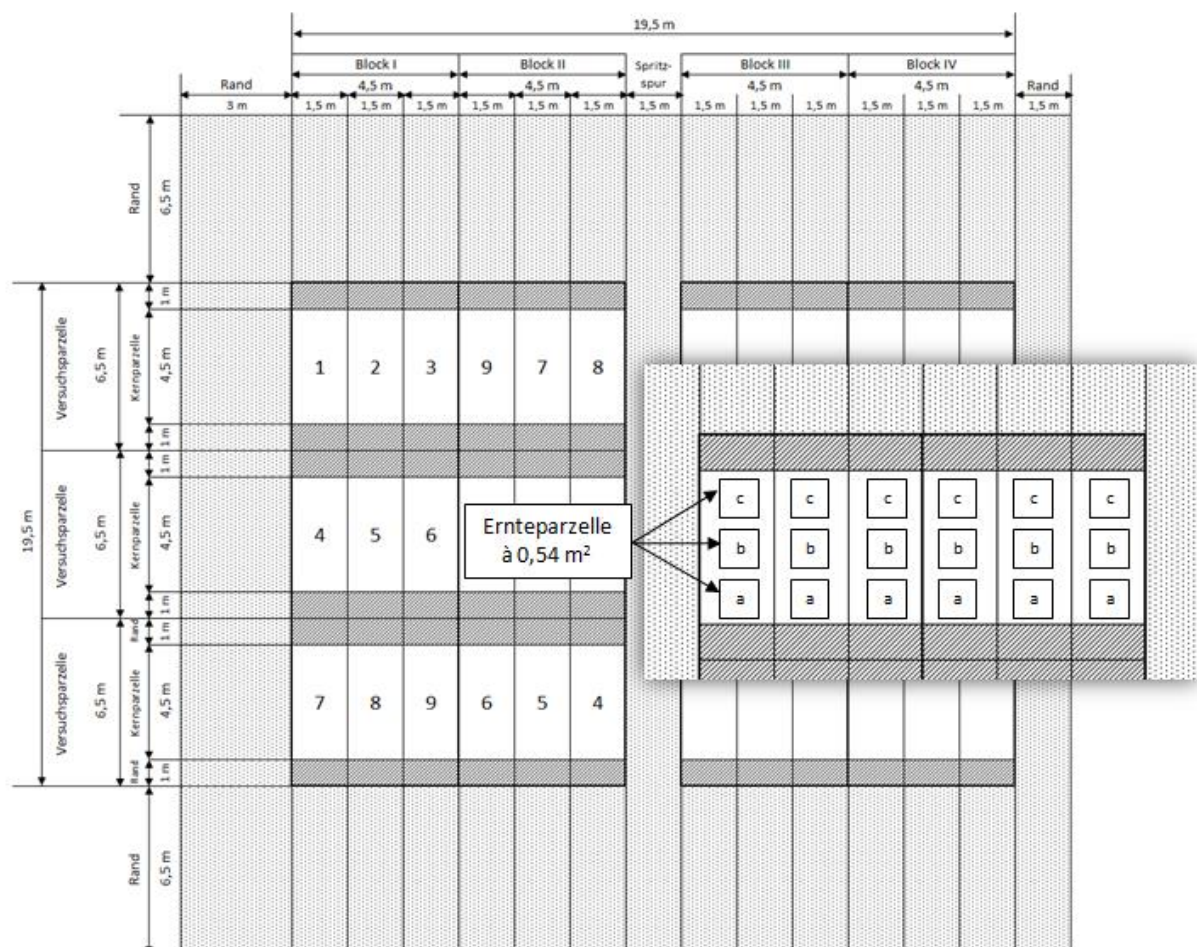 19,5 m
Block I
Block II
Spritz-
spur
Block III
Block IV
Rand
4,5 m
4,5 m
4,5 m
4,5 m
Rand
3 m
1,5 m
1,5 m
1,5 m
1,5 m
1,5 m
1,5 m
1,5 m
1,5 m
1,5 m
1,5 m
1,5 m
1,5 m
1,5 m
1,5 m
Rand
6,5 m
19,5 m
Versuchsparzelle
6,5 m
1 m
Kernparzelle
4,5 m
1 m
1 2 3 9 7 8
Versuchsparzelle
6,5 m
1 m
Kernparzelle
4,5 m
1 m
4 5 6
Ernteparzelle
à 0,54 m²
c c c c c c
b b b b b b
a a a a a a
Versuchsparzelle
6,5 m
Rand
1 m
Kernparzelle
4,5 m
Rand
1 m
7 8 9 6 5 4
Rand
6,5 m